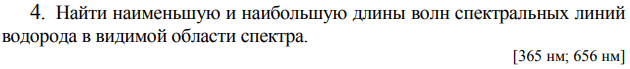 4. Найти наименьшую и наибольшую длины волн спектральных линий
водорода в видимой области спектра.
[365 нм; 656 нм]